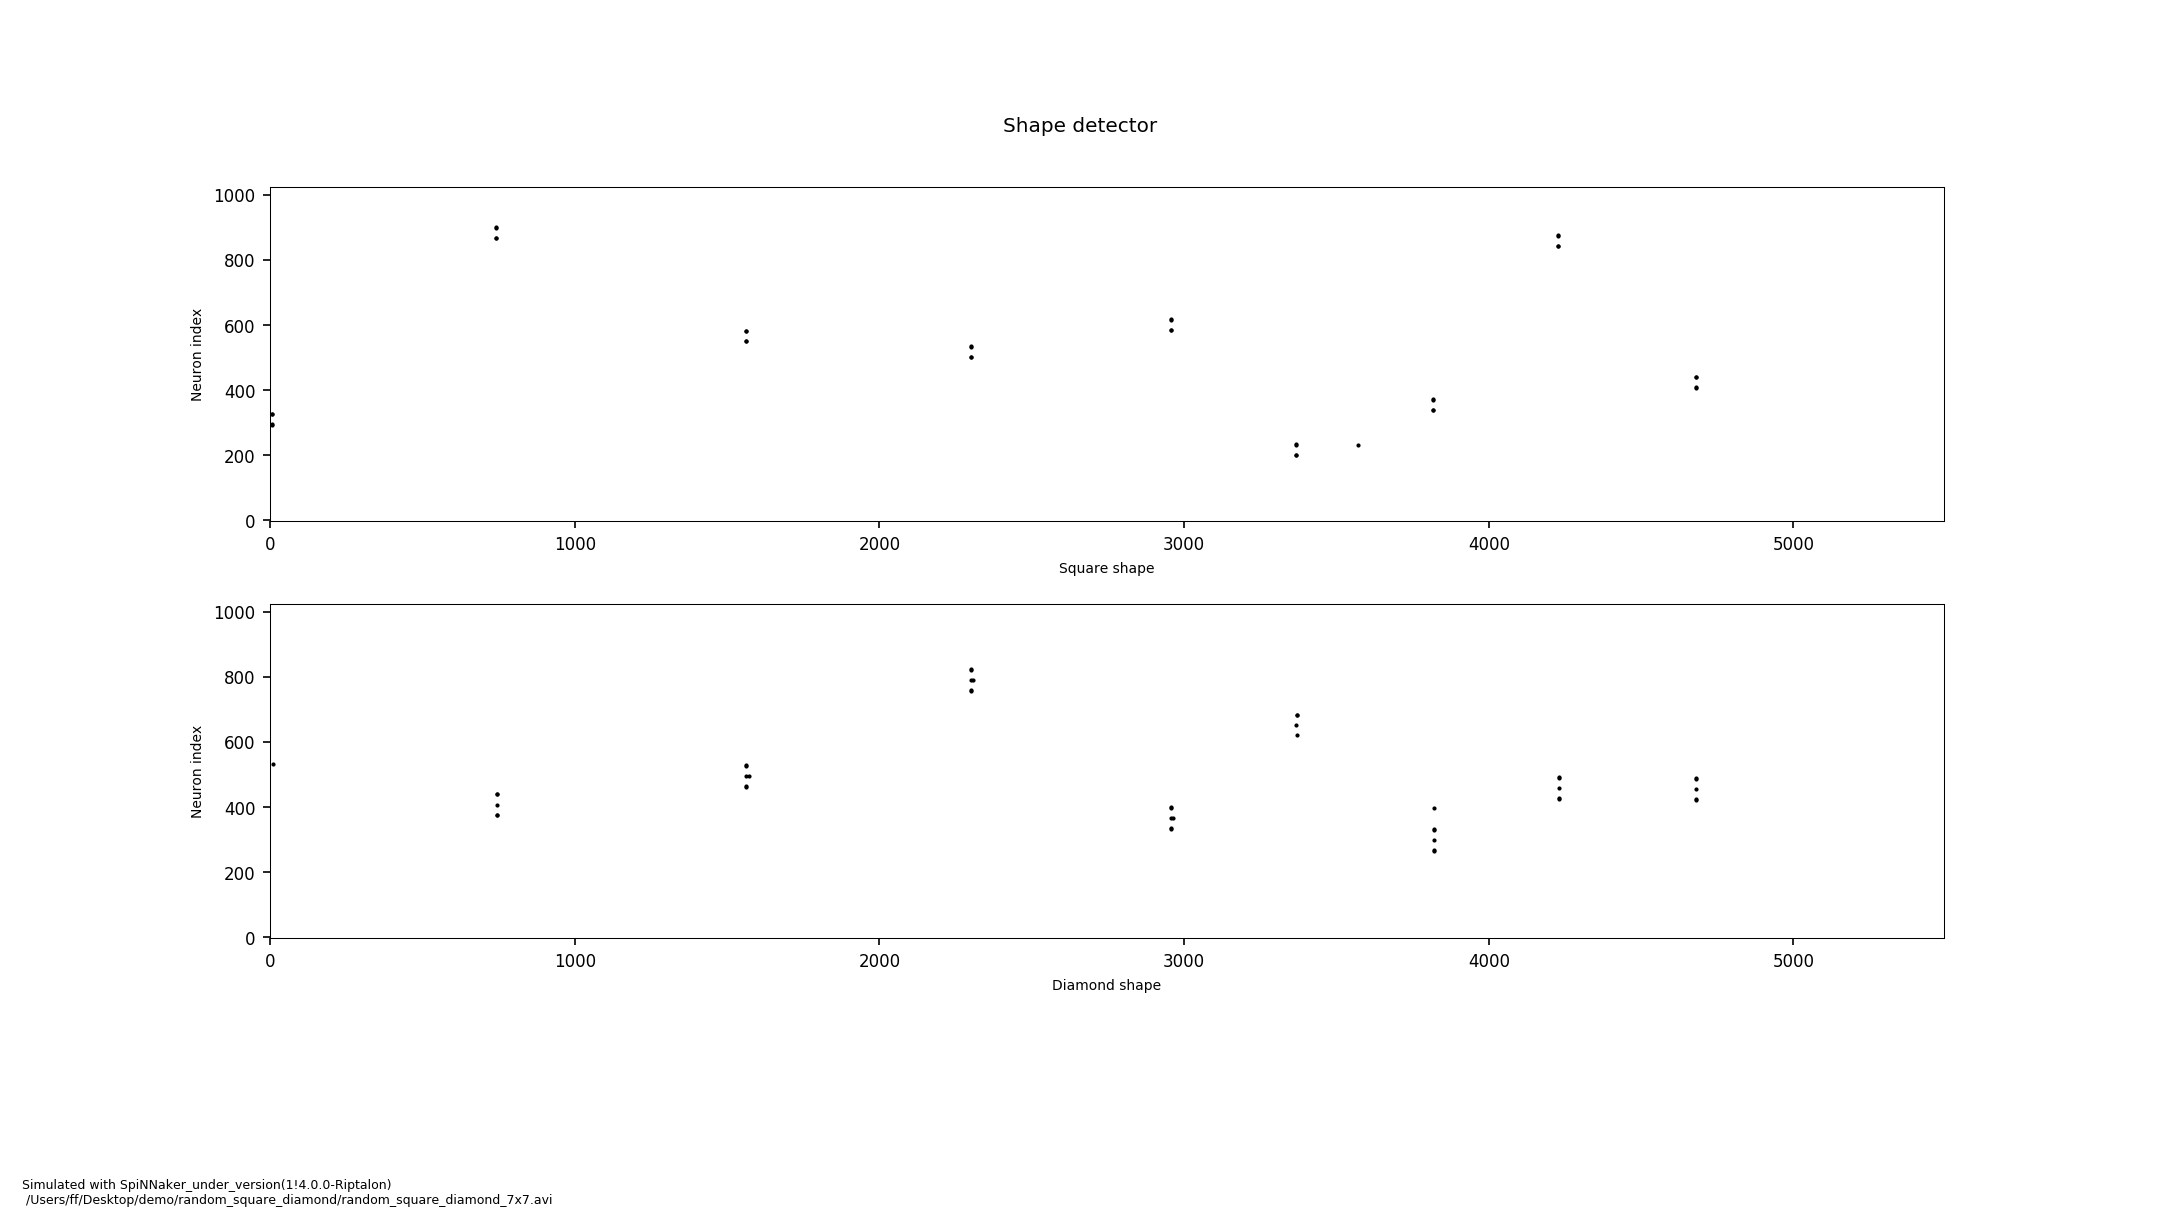 Shape detector
1000
800
600
400
200
0
Neuron index
0 1000 2000 3000 4000 5000
Square shape
1000
800
600
400
200
0
Neuron index
0 1000 2000 3000 4000 5000
Diamond shape
Simulated with SpiNNaker_under_version(1!4.0.0-Riptalon)
/Users/ff/Desktop/demo/random_square_diamond/random_square_diamond_7x7.avi